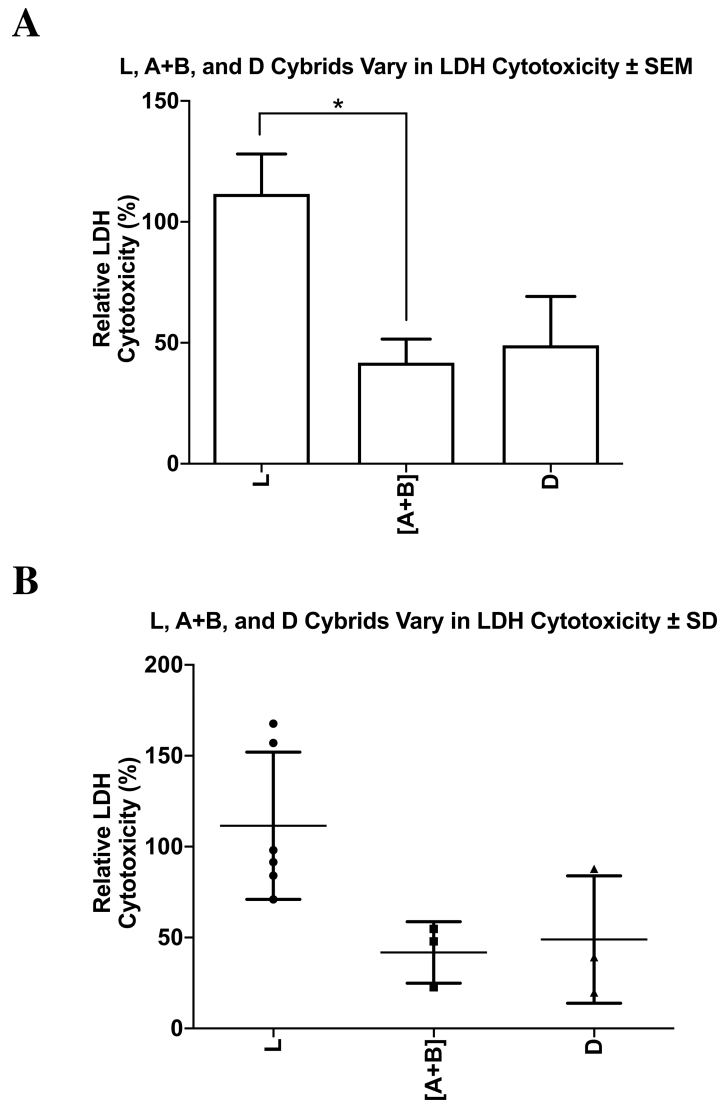 A
L, A+B, and D Cybrids Vary in LDH Cytotoxicity ± SEM
150
100
50
0
Relative LDH
Cytotoxicity (%)
*
L
[A+B]
D
B
L, A+B, and D Cybrids Vary in LDH Cytotoxicity ± SD
200
150
100
50
0
Relative LDH
Cytotoxicity (%)
L
[A+B]
D